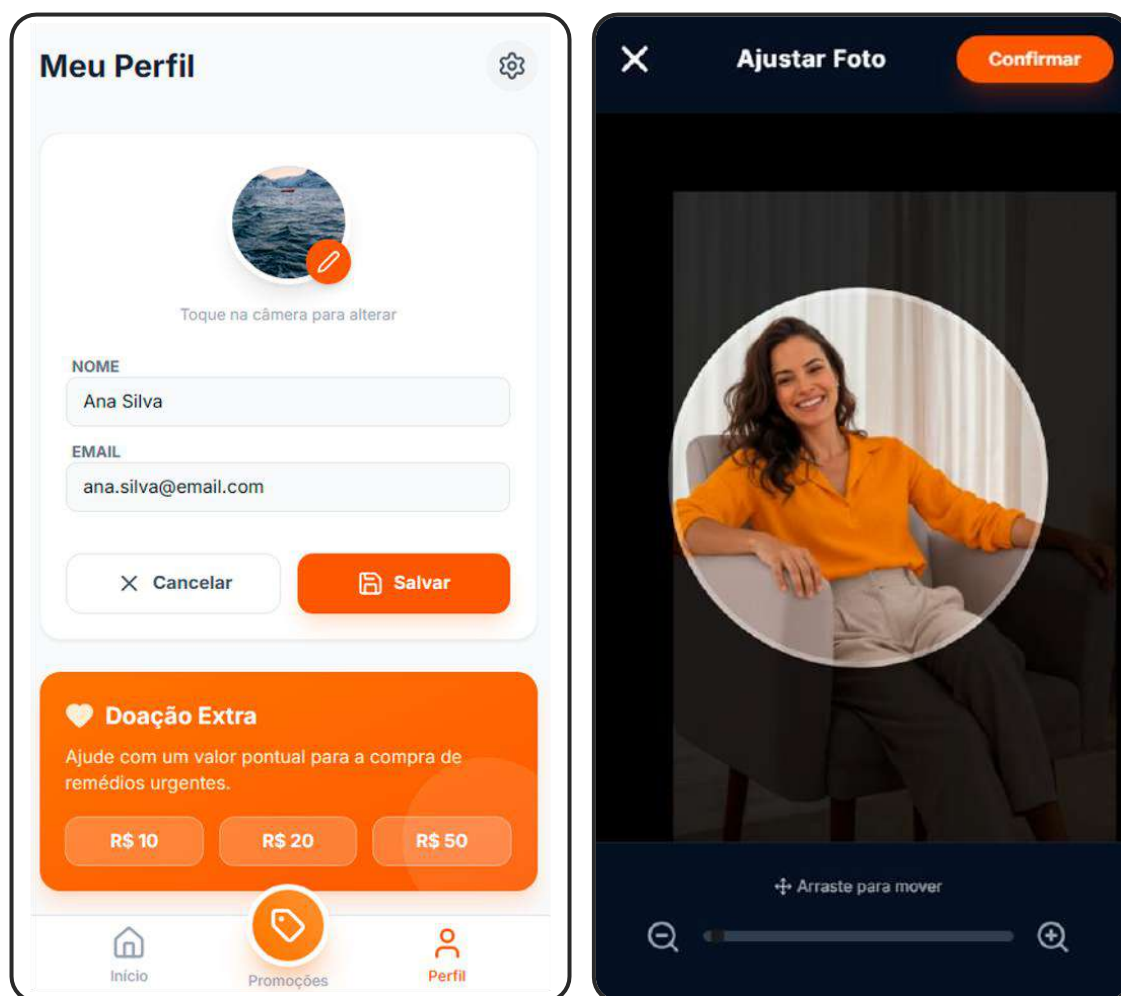 Meu Perfil
Toque na câmera para alterar
NOME
Ana Silva
EMAIL
ana.silva@email.com
Cancelar
Salvar
Doação Extra
Ajude com um valor pontual para a compra de
remédios urgentes.
R$ 10
R$ 20
R$ 50
Início
Promoções
Perfil
Ajustar Foto
Confirmar
Arraste para mover